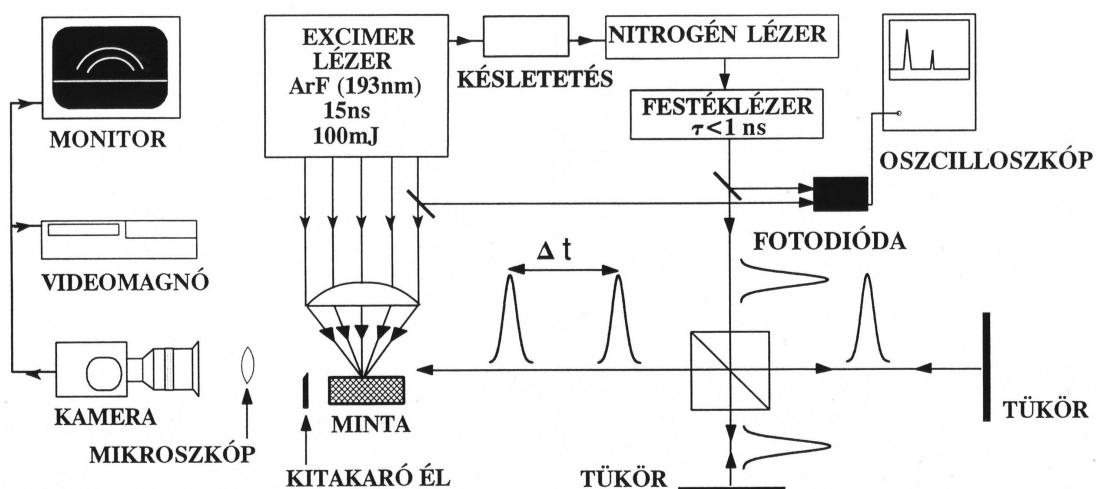 EXCIMER
LÉZER
ArF (193nm)
15ns
100mJ
KÉSLETETÉS
NITROGÉN LÉZER
FESTÉKLÉZER
τ<1 ns
MONITOR
OSZCILLOSZKÓP
VIDEOMAGNÓ
FOTODIÓDA
Δt
KAMERA
MINTA
TÜKÖR
MIKROSZKÓP
KITAKARÓ ÉL
TÜKÖR